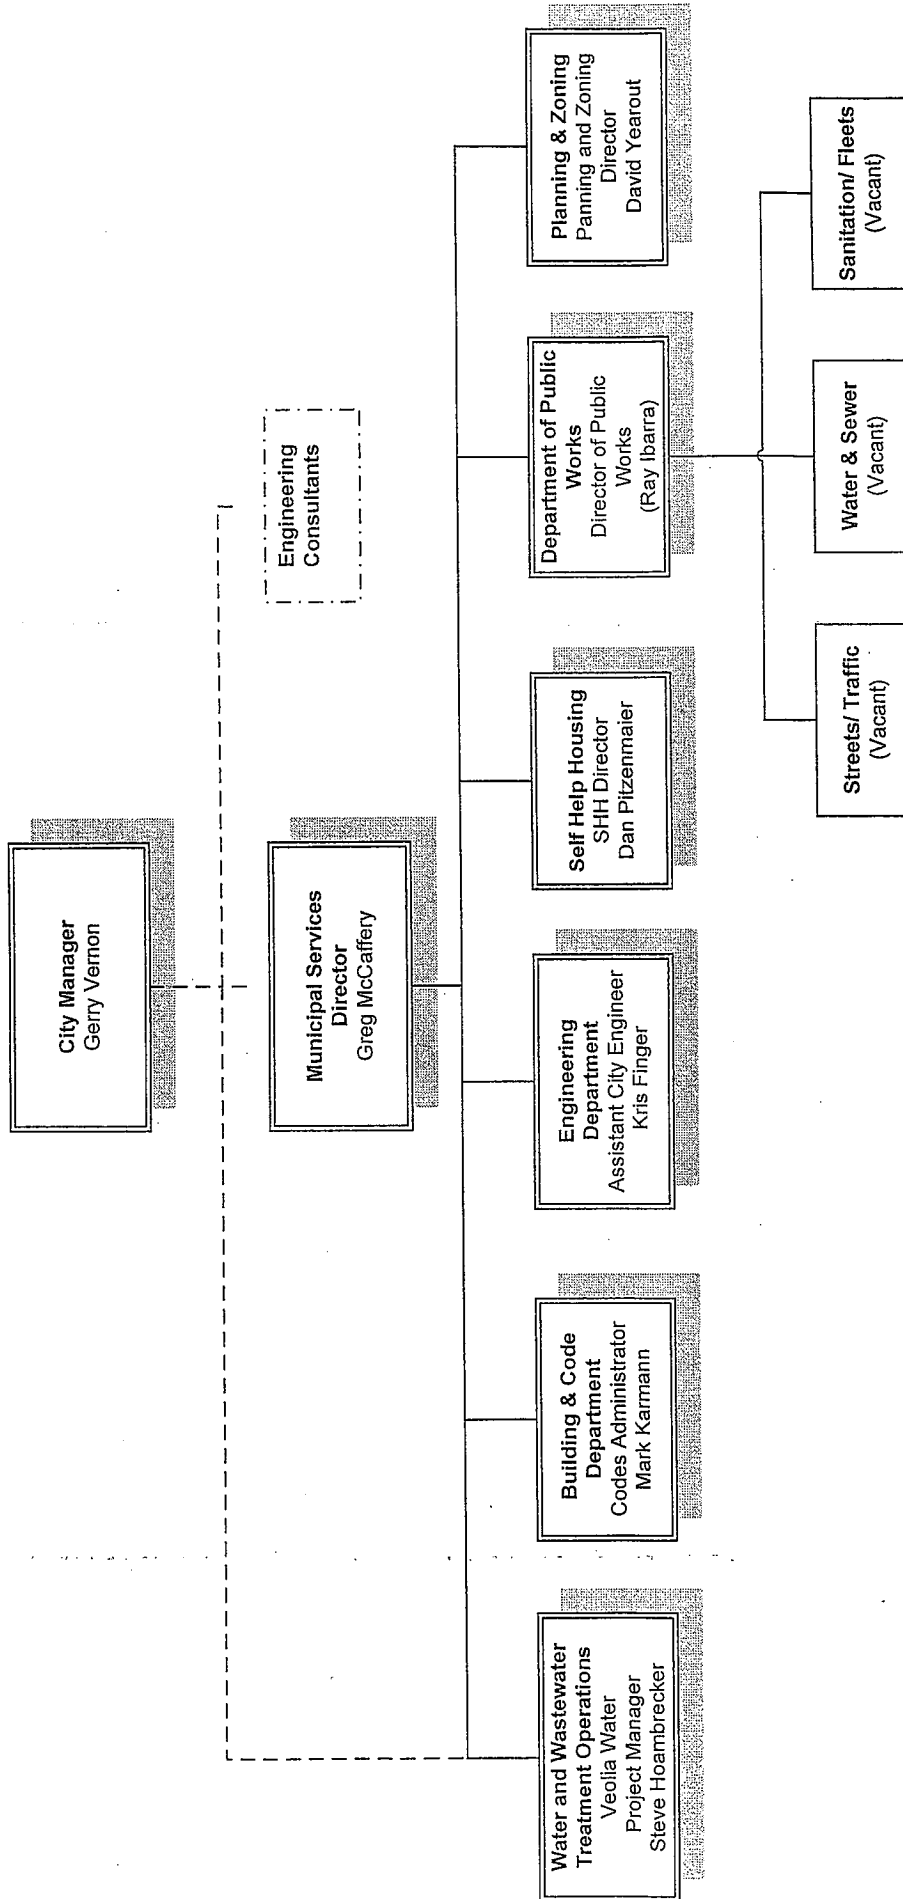 City Manager
Gerry Vernon
Engineering
Consultants
Municipal Services
Director
Greg McCaffery
Water and Wastewater
Treatment Operations
Veolia Water
Project Manager
Steve Hoambrecker
Building & Code
Department
Codes Administrator
Mark Karmann
Engineering
Department
Assistant City Engineer
Kris Finger
Self Help Housing
SHH Director
Dan Pitzenmaier
Department of Public
Works
Director of Public
Works
(Ray Ibarra)
Planning & Zoning
Panning and Zoning
Director
David Yearout
Streets/ Traffic
(Vacant)
Water & Sewer
(Vacant)
Sanitation/ Fleets
(Vacant)